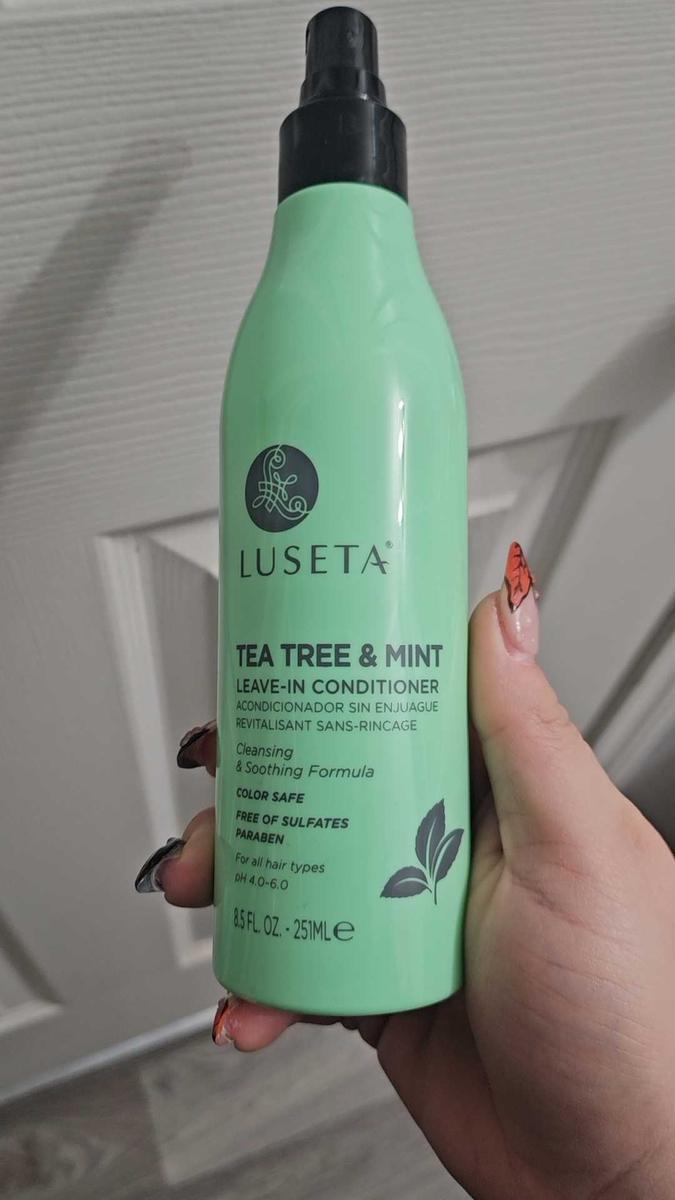 LUSETA®
TEA TREE & MINT
LEAVE-IN CONDITIONER
ACONDICIONADOR SIN ENJUAGUE
REVITALISANT SANS-RINCAGE
Cleansing
& Soothing Formula
COLOR SAFE
FREE OF SULFATES
PARABEN
For all hair types
pH 4.0-6.0
8.5 FL. OZ. - 251ML℮